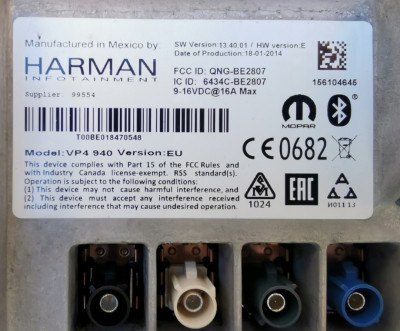 Manufactured in Mexico by
HARMAN
INFOTAINMENT
Supplier: 99554
SW Version:13.40.01 / HW version:E
Date of Production:18-01-2014
FCC ID: QNG-BE2807
IC ID: 6434C-BE2807
9-16VDC@16A Max
156104645
T00BE018470548
MOPAR
Model:VP4 940 Version:EU
CE0682
This device complies with Part 15 of the FCC Rules and
with Industry Canada license-exempt. RSS standard(s).
Operation is subject to the following conditions:
(1) This device may not cause harmful interference, and
(2) This device must accept any interference received
including interference that may cause undesired operation.
1024
EAC
И011 13